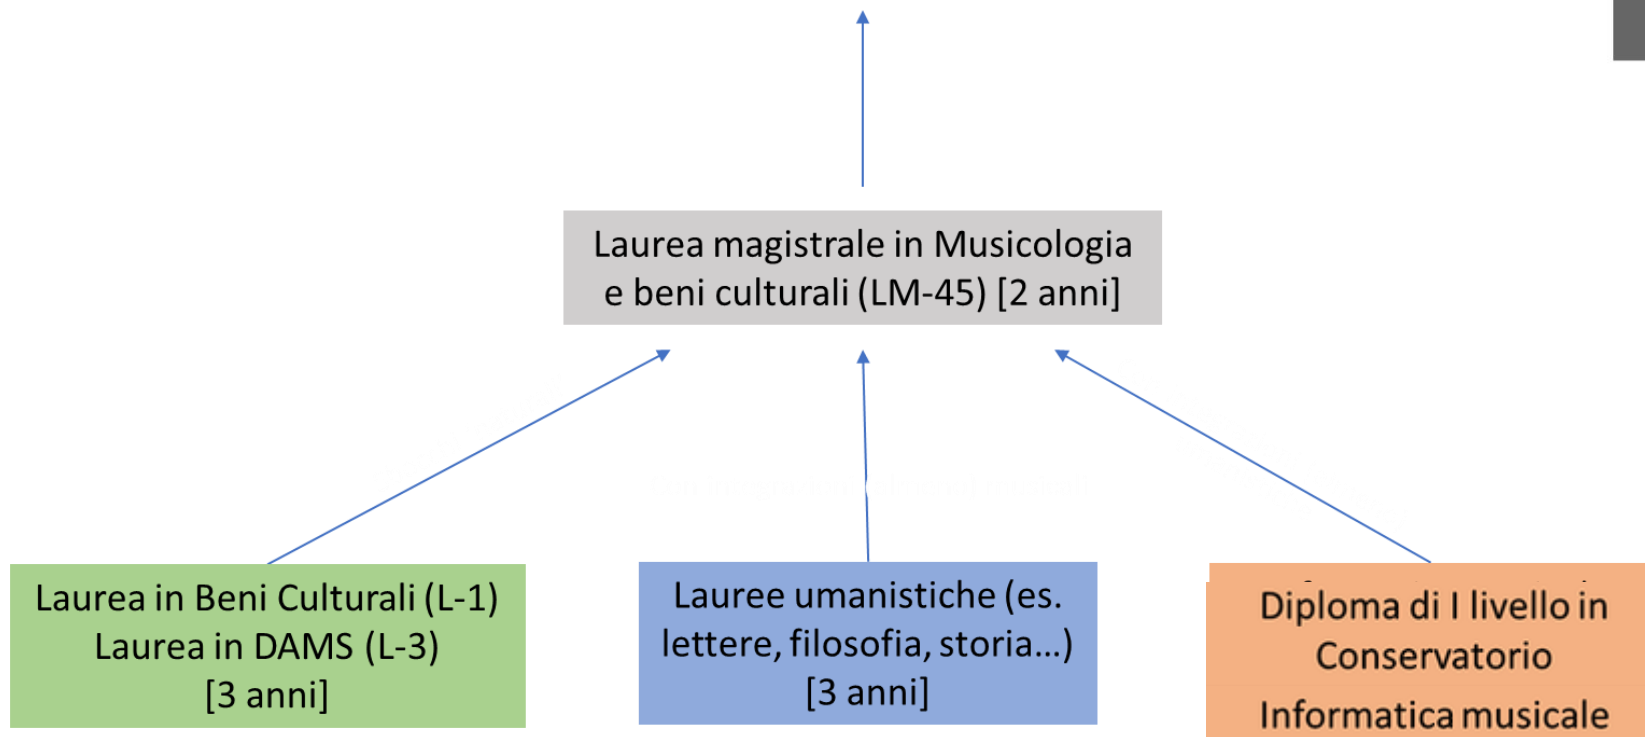 Laurea magistrale in Musicologia
e beni culturali (LM-45) [2 anni]
Laurea in Beni Culturali (L-1)
Laurea in DAMS (L-3)
[3 anni]
Lauree umanistiche (es.
lettere, filosofia, storia...)
[3 anni]
Diploma di I livello in
Conservatorio
Informatica musicale